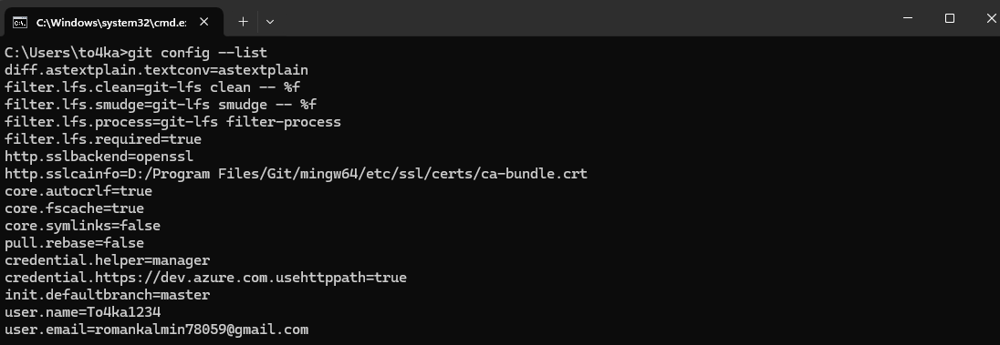 C:\Windows\system32\cmd.e:
C:\Users\to4ka>git config --list
diff.astextplain.textconv=astextplain
filter.lfs.clean=git-lfs clean -- %f
filter.lfs.smudge=git-lfs smudge -- %f
filter.lfs.process=git-lfs filter-process
filter.lfs.required=true
http.sslbackend=openssl
http.sslcainfo=D:/Program Files/Git/mingw64/etc/ssl/certs/ca-bundle.crt
core.autocrlf=true
core.fscache=true
core.symlinks=false
pull.rebase=false
credential.helper=manager
credential.https://dev.azure.com.usehttppath=true
init.defaultbranch=master
user.name=To4ka1234
user.email=romankalmin78059@gmail.com